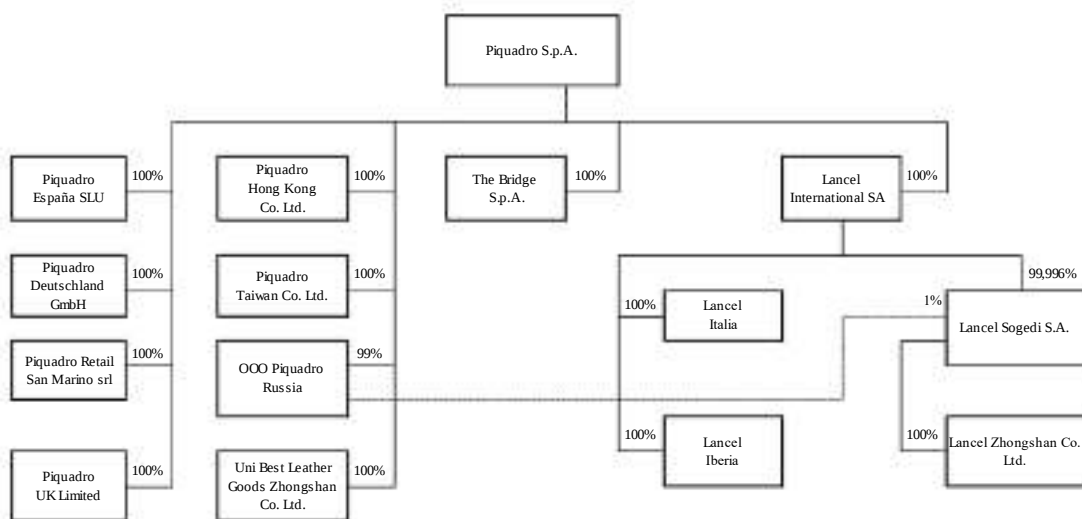 Piquadro S.p.A.
Piquadro
España SLU
100%
Piquadro
Hong Kong
Co. Ltd.
100%
The Bridge
S.p.A.
100%
Lancel
International SA
100%
Piquadro
Deutschland
GmbH
100%
Piquadro
Taiwan Co. Ltd.
100%
100%
Lancel
Italia
1%
99,996%
Lancel Sogedi S.A.
Piquadro Retail
San Marino srl
100%
OOO Piquadro
Russia
99%
Piquadro
UK Limited
100%
Uni Best Leather
Goods Zhongshan
Co. Ltd.
100%
100%
Lancel
Iberia
100%
Lancel Zhongshan Co.
Ltd.